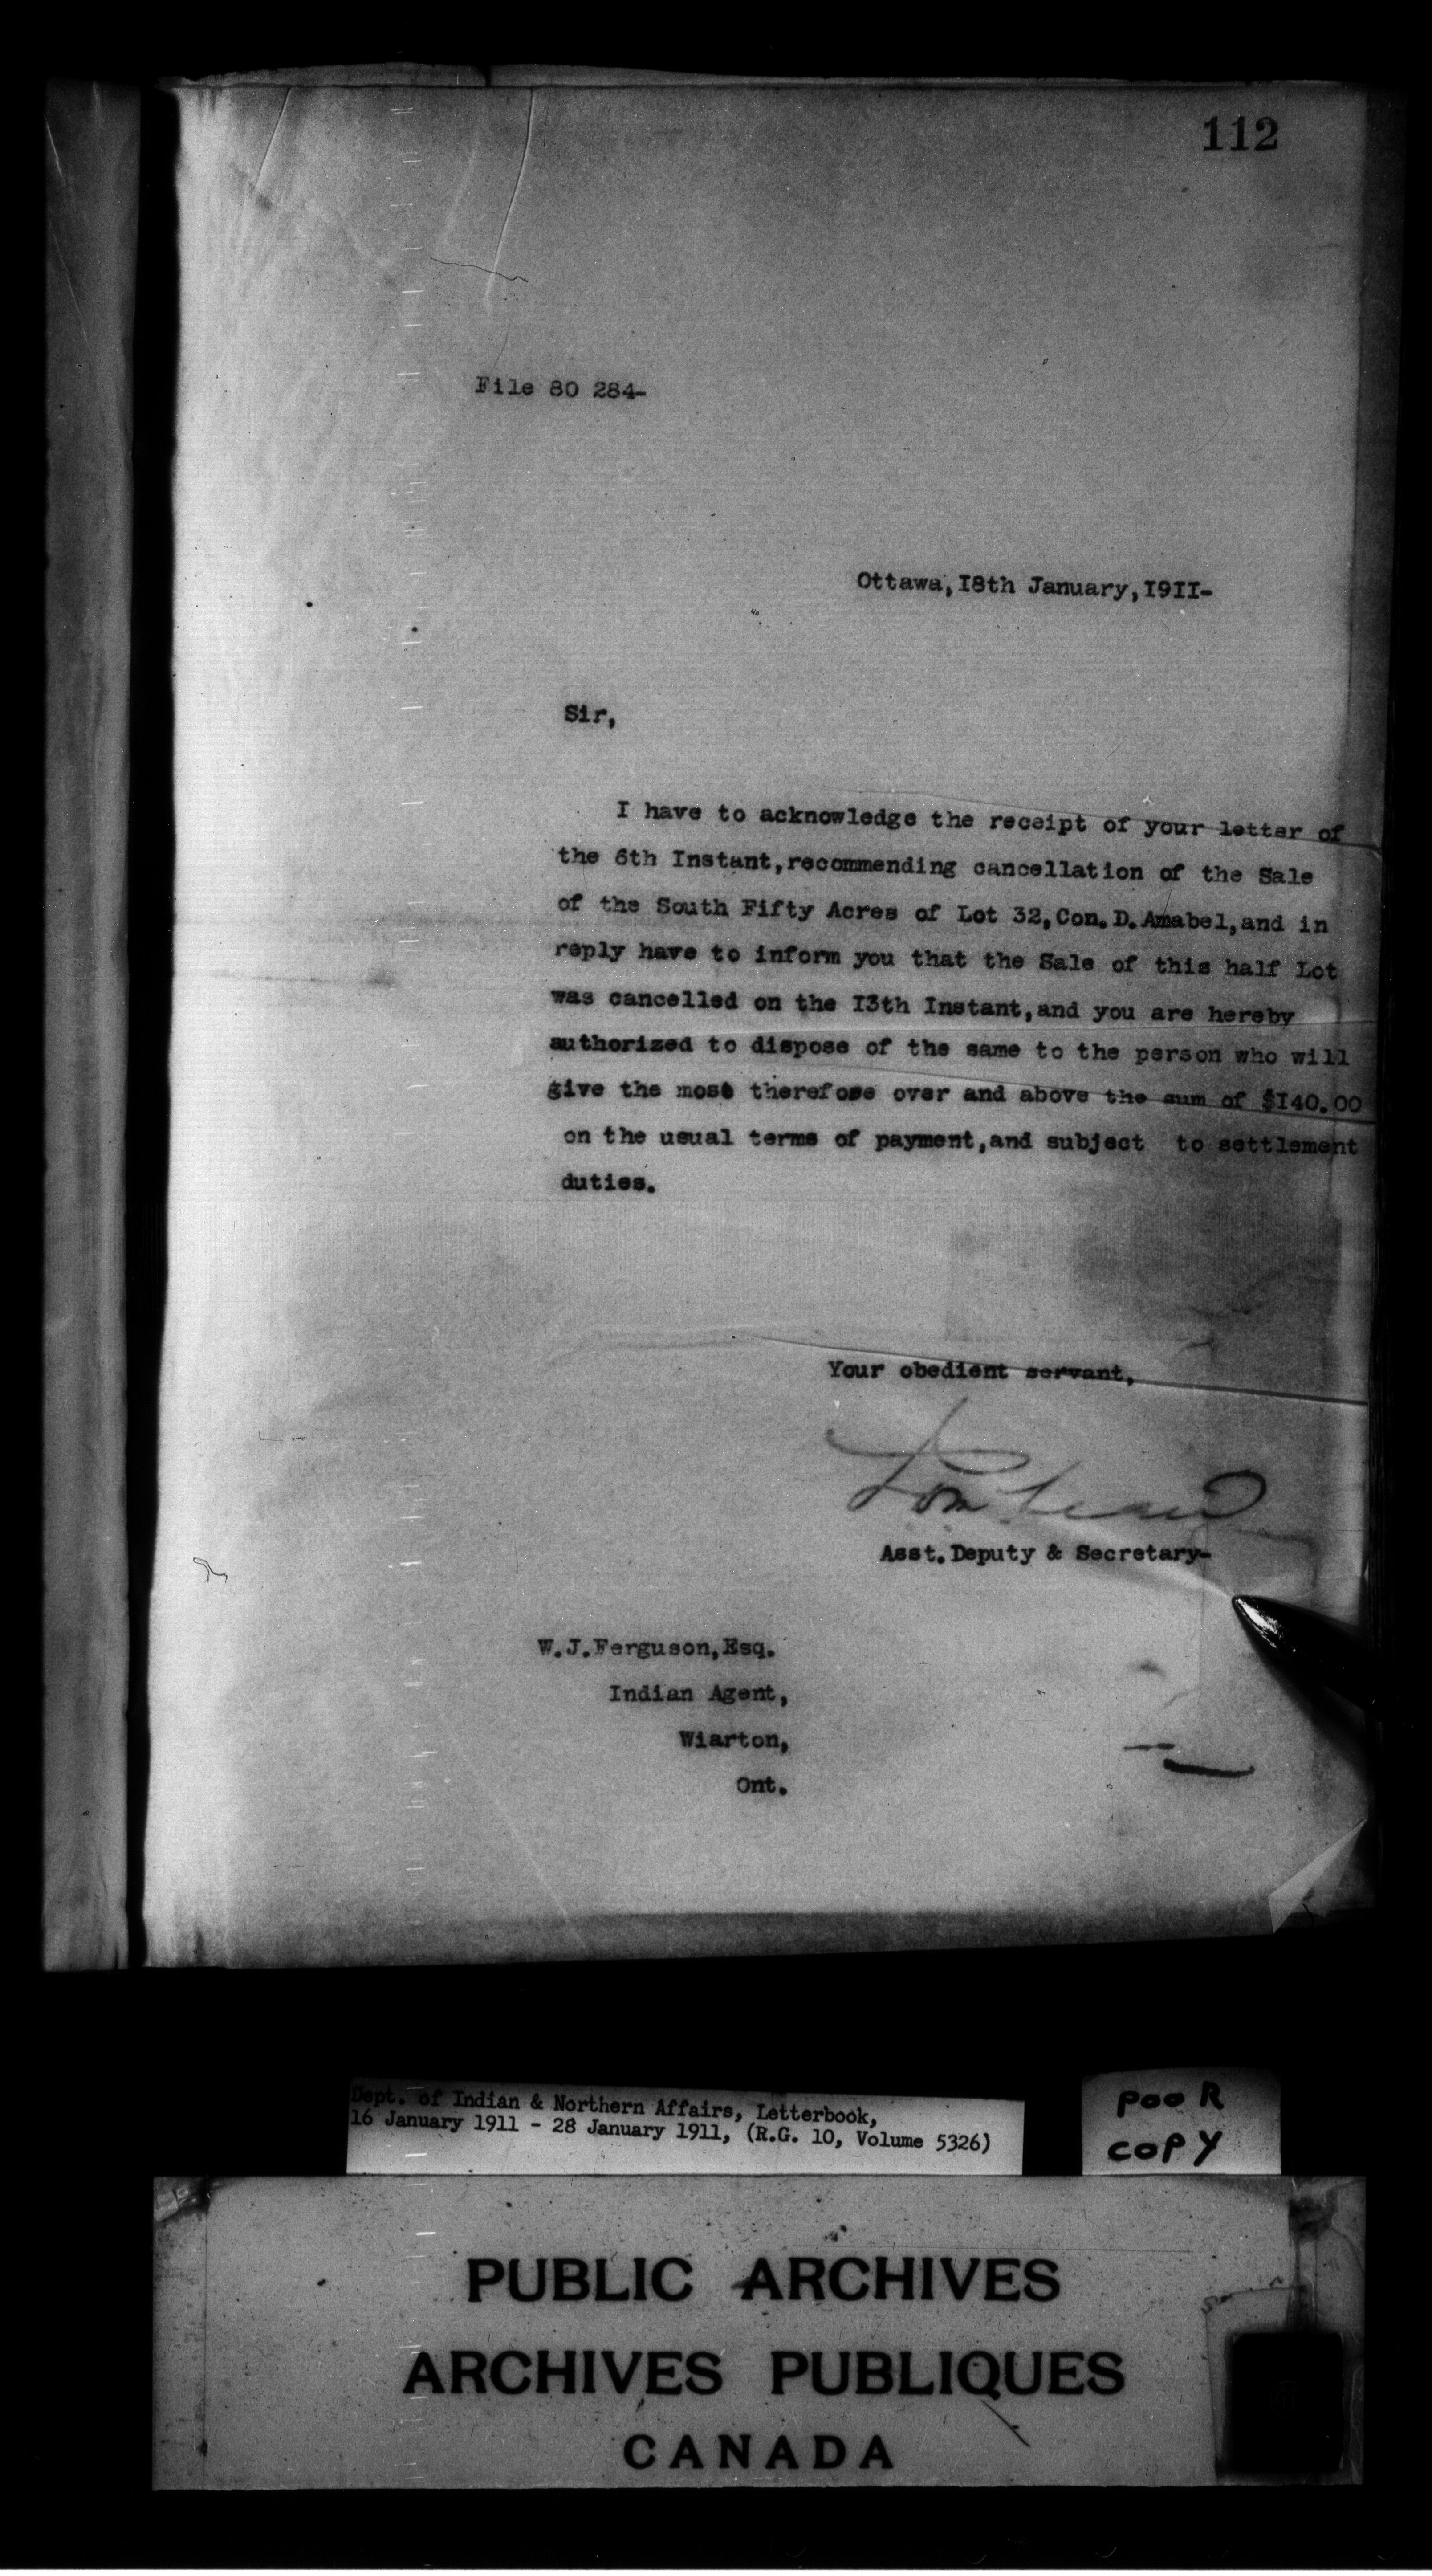 112
File 80 284-
Ottawa, 18th January, 1911-
Sir,
I have to acknowledge the receipt of your letter of
the 6th Instant, recommending cancellation of the Sale
of the South Fifty Acres of Lot 32, Con. D. Amabel, and in
reply have to inform you that the Sale of this half Lot
was cancelled on the 13th Instant, and you are hereby
authorized to dispose of the same to the person who will
give the most therefore over and above the sum of $140.00
on the usual terms of payment, and subject to settlement
duties.
Your obedient servant,
Asst. Deputy & Secretary-
W.J. Ferguson, Esq.
Indian Agent,
Wiarton,
Ont.
Dept. of Indian & Northern Affairs, Letterbook,
16 January 1911 - 28 January 1911, (R.G. 10, Volume 5326)
POOR
COPY
PUBLIC ARCHIVES
ARCHIVES PUBLIQUES
CANADA